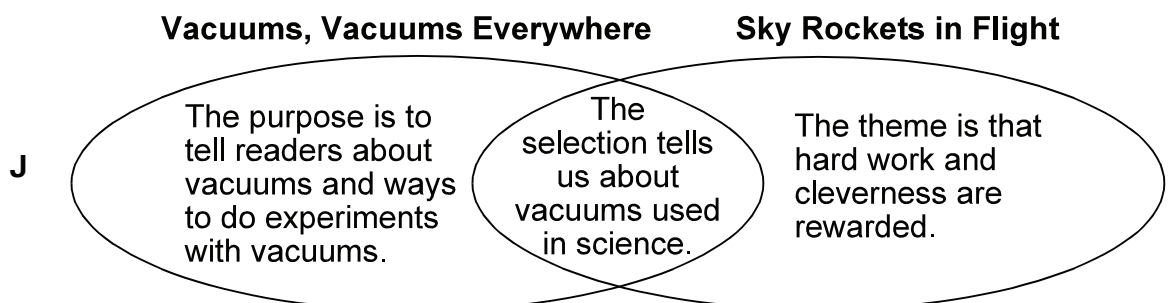 Vacuums, Vacuums Everywhere
Sky Rockets in Flight
J
The purpose is to
tell readers about
vacuums and ways
to do experiments
with vacuums.
The
selection tells
us about
vacuums used
in science.
The theme is that
hard work and
cleverness are
rewarded.